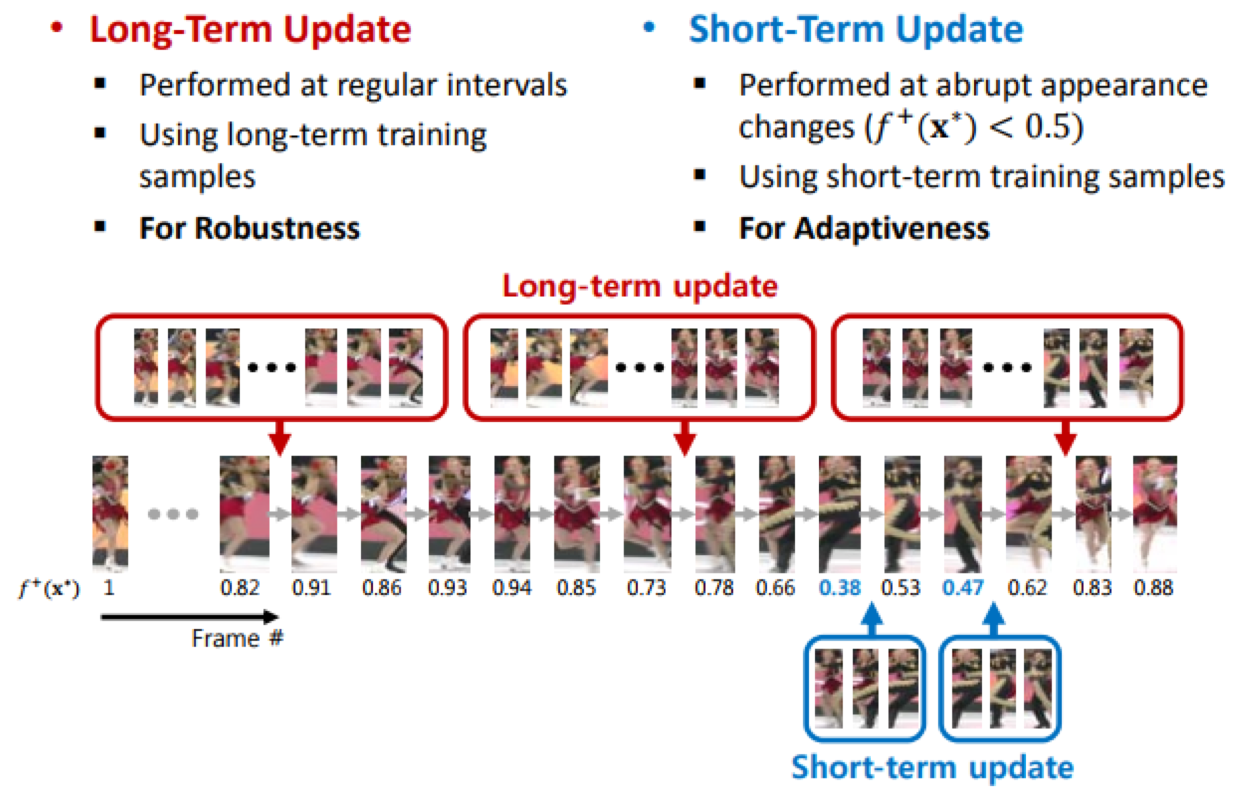 • Long-Term Update
▪ Performed at regular intervals
▪ Using long-term training
samples
▪ For Robustness
• Short-Term Update
▪ Performed at abrupt appearance
changes (f⁺(x*) < 0.5)
▪ Using short-term training samples
▪ For Adaptiveness
Long-term update
f⁺(x*) 1 0.82 0.91 0.86 0.93 0.94 0.85 0.73 0.78 0.66 0.38 0.53 0.47 0.62 0.83 0.88
Frame #
Short-term update